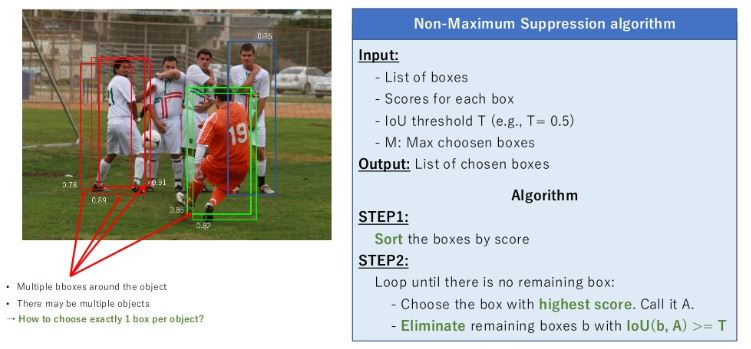 0.85
19
0.78
0.91
0.89
0.86
0.82
• Multiple bboxes around the object
• There may be multiple objects
→ How to choose exactly 1 box per object?
Non-Maximum Suppression algorithm
Input:
- List of boxes
- Scores for each box
- IoU threshold T (e.g., T= 0.5)
- M: Max choosen boxes
Output: List of chosen boxes
Algorithm
STEP1:
Sort the boxes by score
STEP2:
Loop until there is no remaining box:
- Choose the box with highest score. Call it A.
- Eliminate remaining boxes b with IoU(b, A) >= T